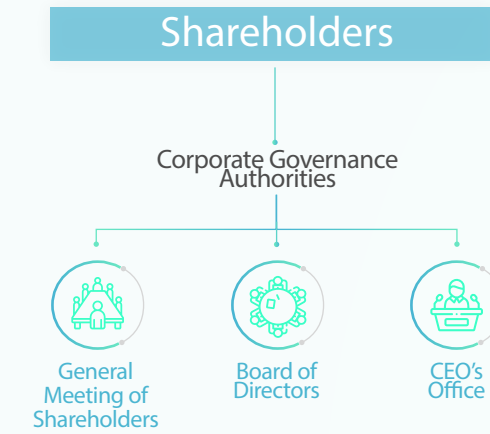 Shareholders
Corporate Governance
Authorities
General
Meeting of
Shareholders
Board of
Directors
CEO's
Office